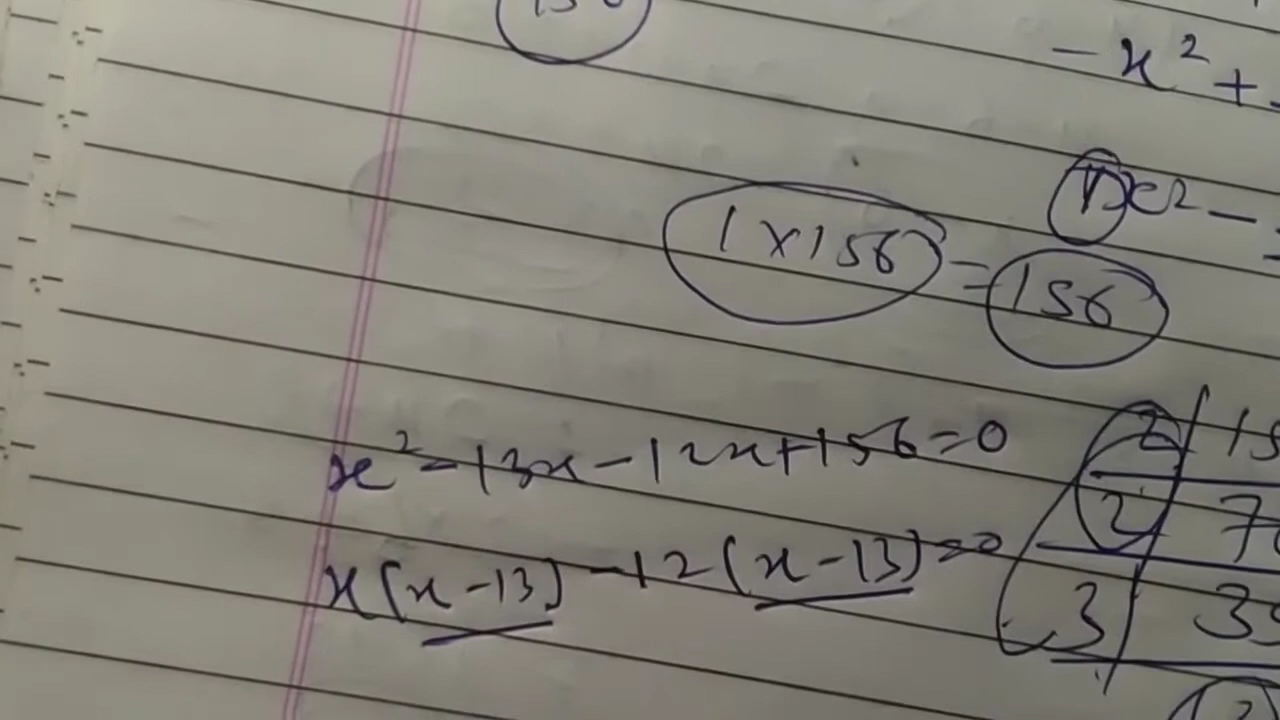 - x² +
1x² -
1 x 156 = 156
x² - 13x - 12x + 156 = 0
x(x - 13) - 12(x - 13) = 0
2
2
3